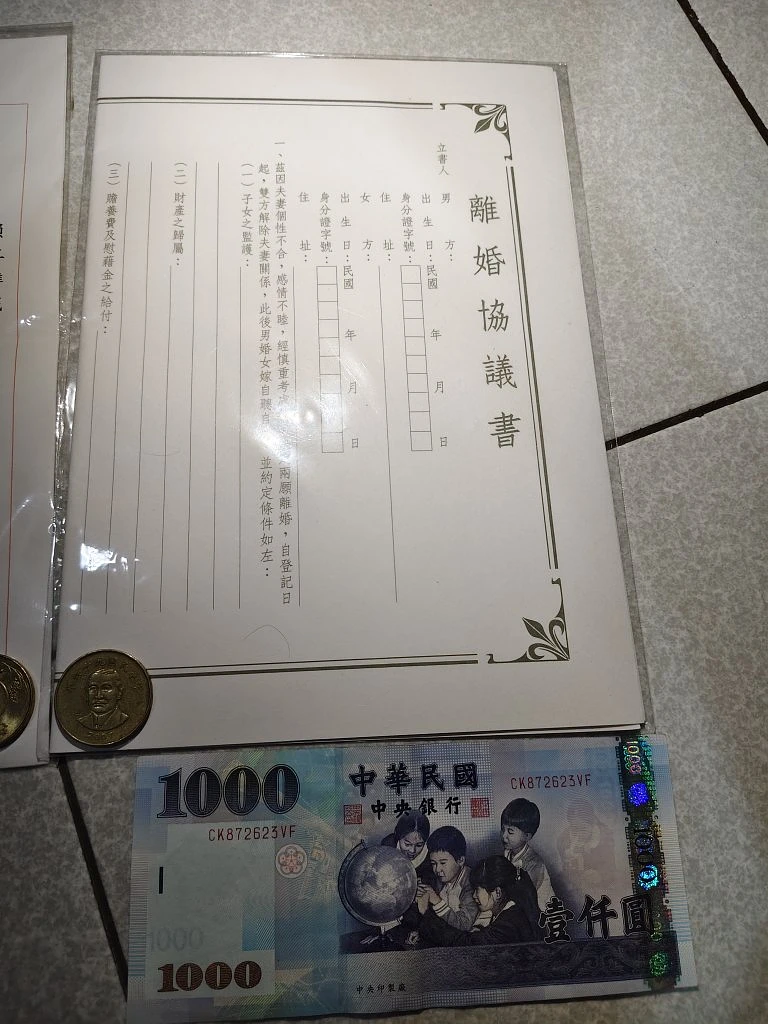 離婚協議書
立書人　男　方：
出　生　日：民國　年　月　日
身分證字號：
住　址：
女　方：
出　生　日：民國　年　月　日
身分證字號：
住　址：
一、茲因夫妻個性不合，感情不睦，經慎重考 兩願離婚，自登記日
起，雙方解除夫妻關係，此後男婚女嫁自聽 並約定條件如左：
（一）子女之監護：
（二）財產之歸屬：
（三）贍養費及慰藉金之給付：
1000
中華民國
中央銀行
CK872623VF
CK872623VF
壹仟圓
1000
1000
中央印製廠
1000
100